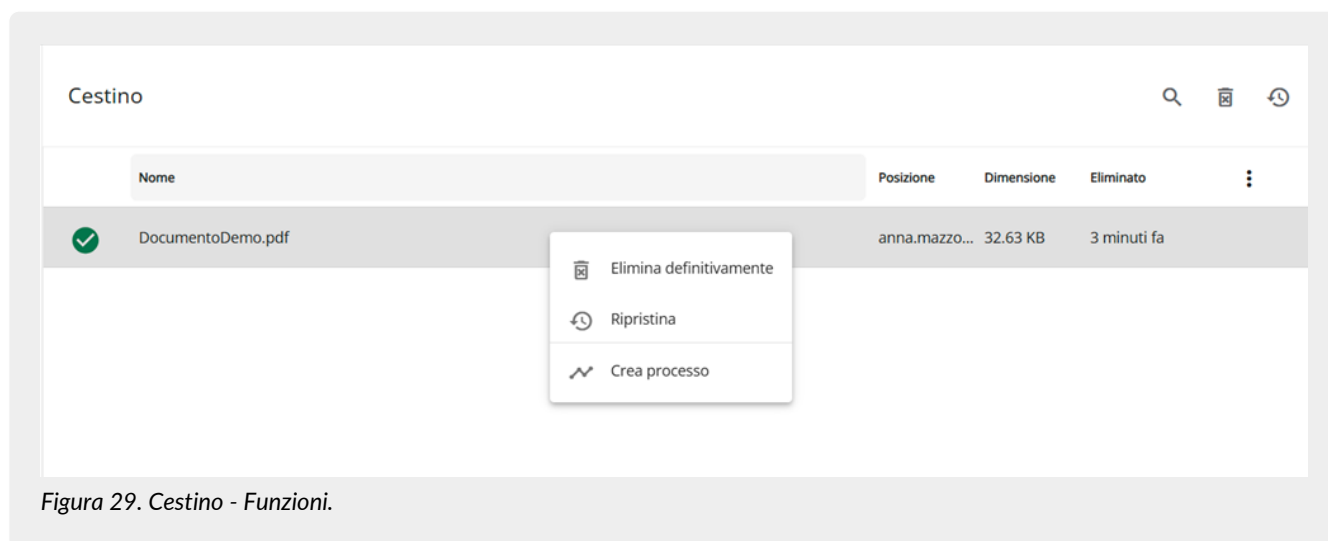 Cestino
Nome Posizione Dimensione Eliminato
DocumentoDemo.pdf anna.mazzo... 32.63 KB 3 minuti fa
Elimina definitivamente
Ripristina
Crea processo
Figura 29. Cestino - Funzioni.